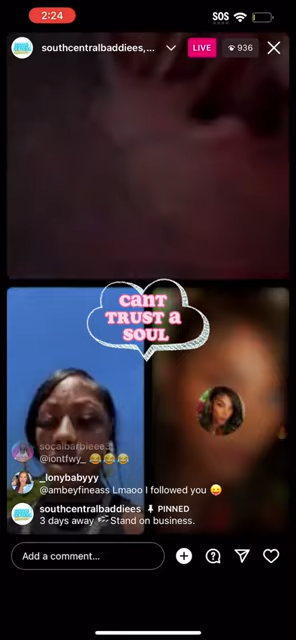 2:24
SOS
southcentralbaddiees,...
LIVE
936
CANT
TRUST A
SOUL
socalbarbieee3
@iontfwy_ 😂😂😂
_lonybabyyy
@ambeyfineass Lmaoo I followed you 😛
southcentralbaddiees PINNED
3 days away 🎬Stand on business.
Add a comment...